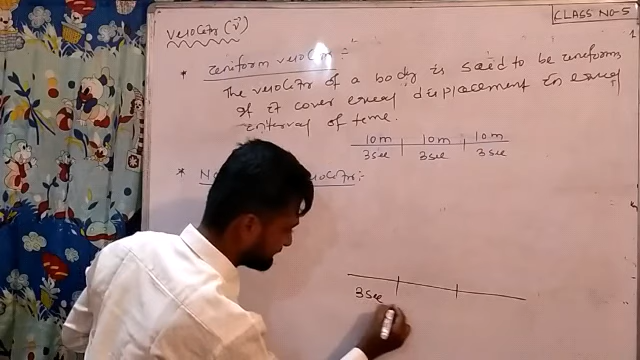 CLASS NO-5
1
Velocity (v⃗)
* Uniform velocity :-
The velocity of a body is said to be uniform
if it cover equal displacement in equal
interval of time.
10m 10m 10m
3sec 3sec 3sec
* velocity :-
3sec